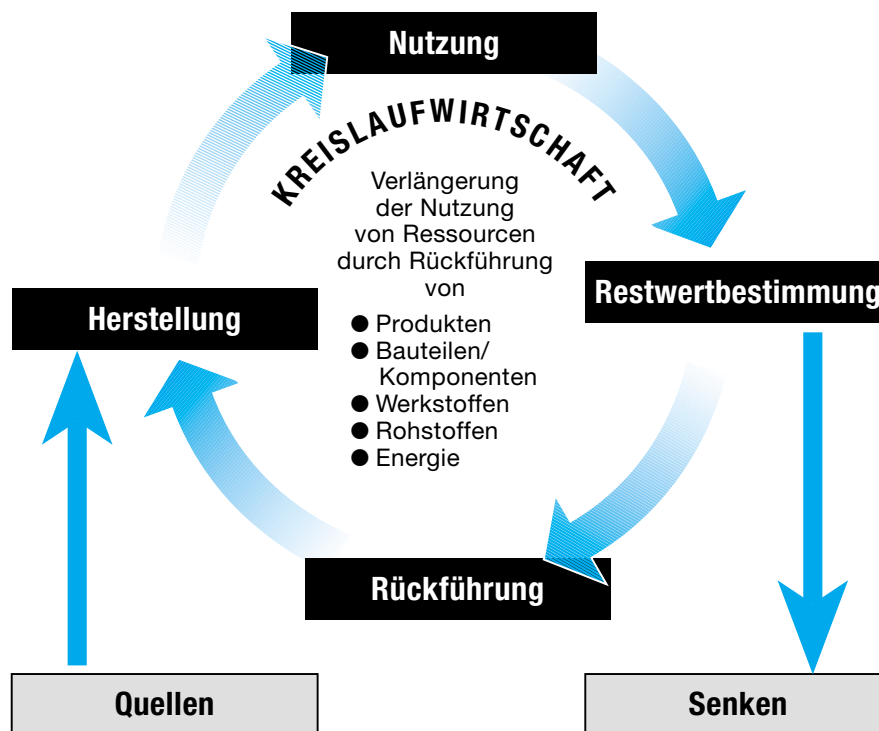 Nutzung
KREISLAUFWIRTSCHAFT
Verlängerung
der Nutzung
von Ressourcen
durch Rückführung
von
● Produkten
● Bauteilen/
Komponenten
● Werkstoffen
● Rohstoffen
● Energie
Restwertbestimmung
Herstellung
Rückführung
Quellen
Senken